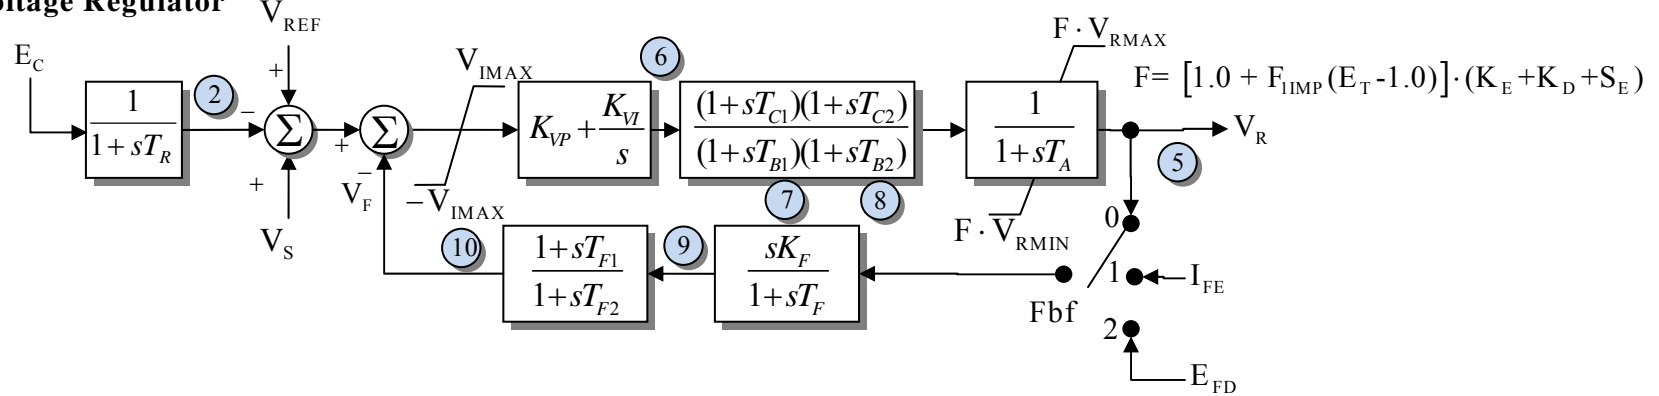 oltage Regulator
V_REF
E_C
1
1+sT_R
2
−
+
Σ
+
V_S
+
Σ
−
V_F
V_IMAX
−V_IMAX
K_VP + K_VI
s
6
(1+sT_C1)(1+sT_C2)
(1+sT_B1)(1+sT_B2)
7
8
1
1+sT_A
F·V_RMAX
F·V_RMIN
F= [1.0 + F_1IMP(E_T-1.0)]·(K_E+K_D+S_E)
V_R
5
0
1
I_FE
2
E_FD
Fbf
sK_F
1+sT_F
9
1+sT_F1
1+sT_F2
10